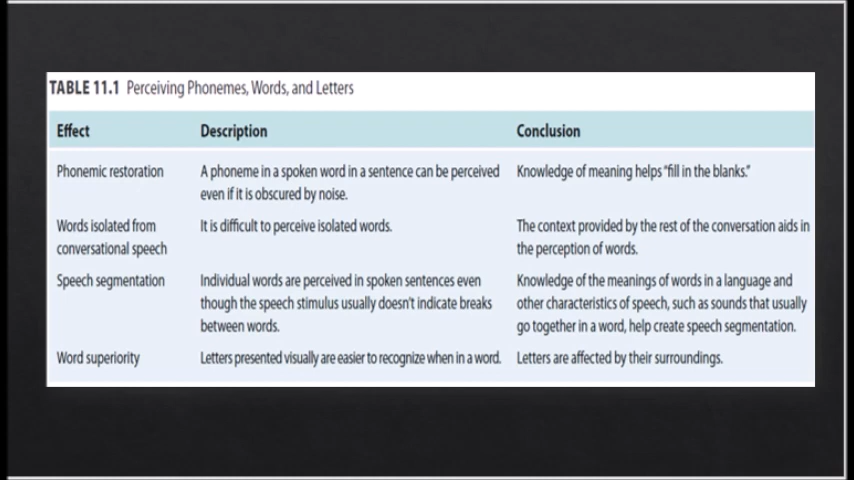 TABLE 11.1 Perceiving Phonemes, Words, and Letters
Effect Description Conclusion
Phonemic restoration A phoneme in a spoken word in a sentence can be perceived Knowledge of meaning helps "fill in the blanks."
even if it is obscured by noise.
Words isolated from It is difficult to perceive isolated words. The context provided by the rest of the conversation aids in
conversational speech the perception of words.
Speech segmentation Individual words are perceived in spoken sentences even Knowledge of the meanings of words in a language and
though the speech stimulus usually doesn't indicate breaks other characteristics of speech, such as sounds that usually
between words. go together in a word, help create speech segmentation.
Word superiority Letters presented visually are easier to recognize when in a word. Letters are affected by their surroundings.